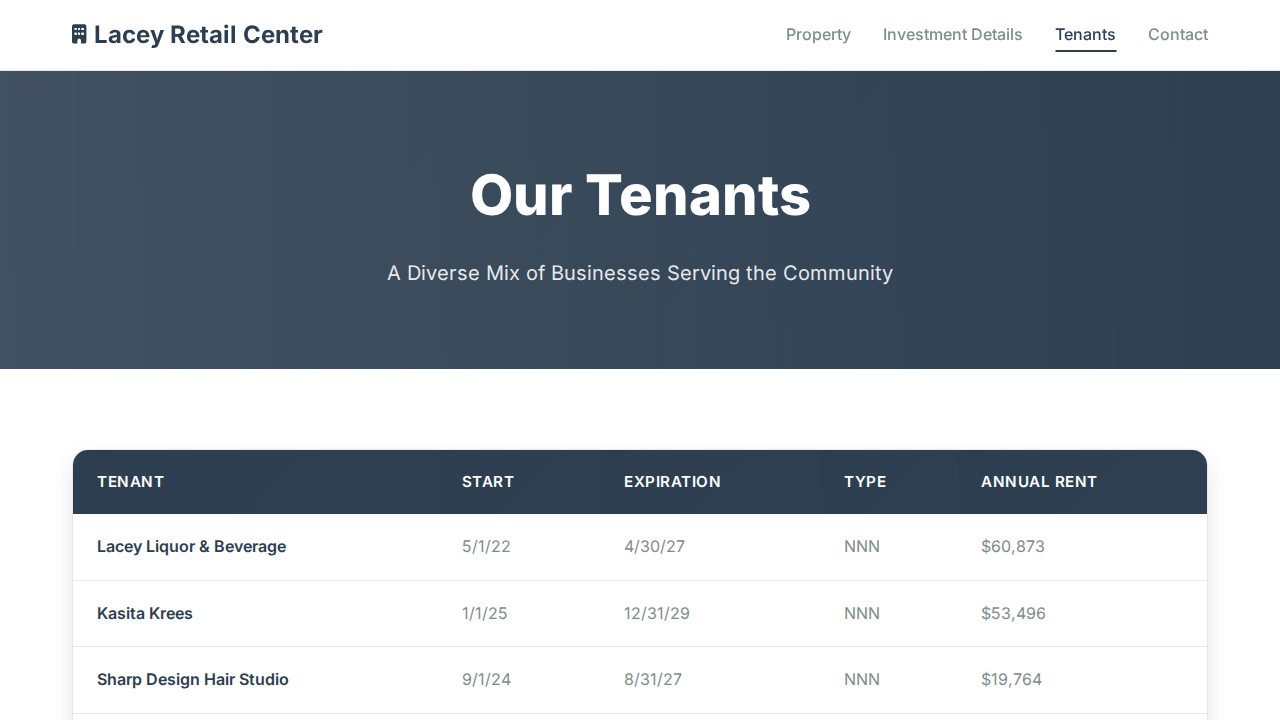 Lacey Retail Center
Property Investment Details Tenants Contact
Our Tenants
A Diverse Mix of Businesses Serving the Community
TENANT START EXPIRATION TYPE ANNUAL RENT
Lacey Liquor & Beverage 5/1/22 4/30/27 NNN $60,873
Kasita Krees 1/1/25 12/31/29 NNN $53,496
Sharp Design Hair Studio 9/1/24 8/31/27 NNN $19,764